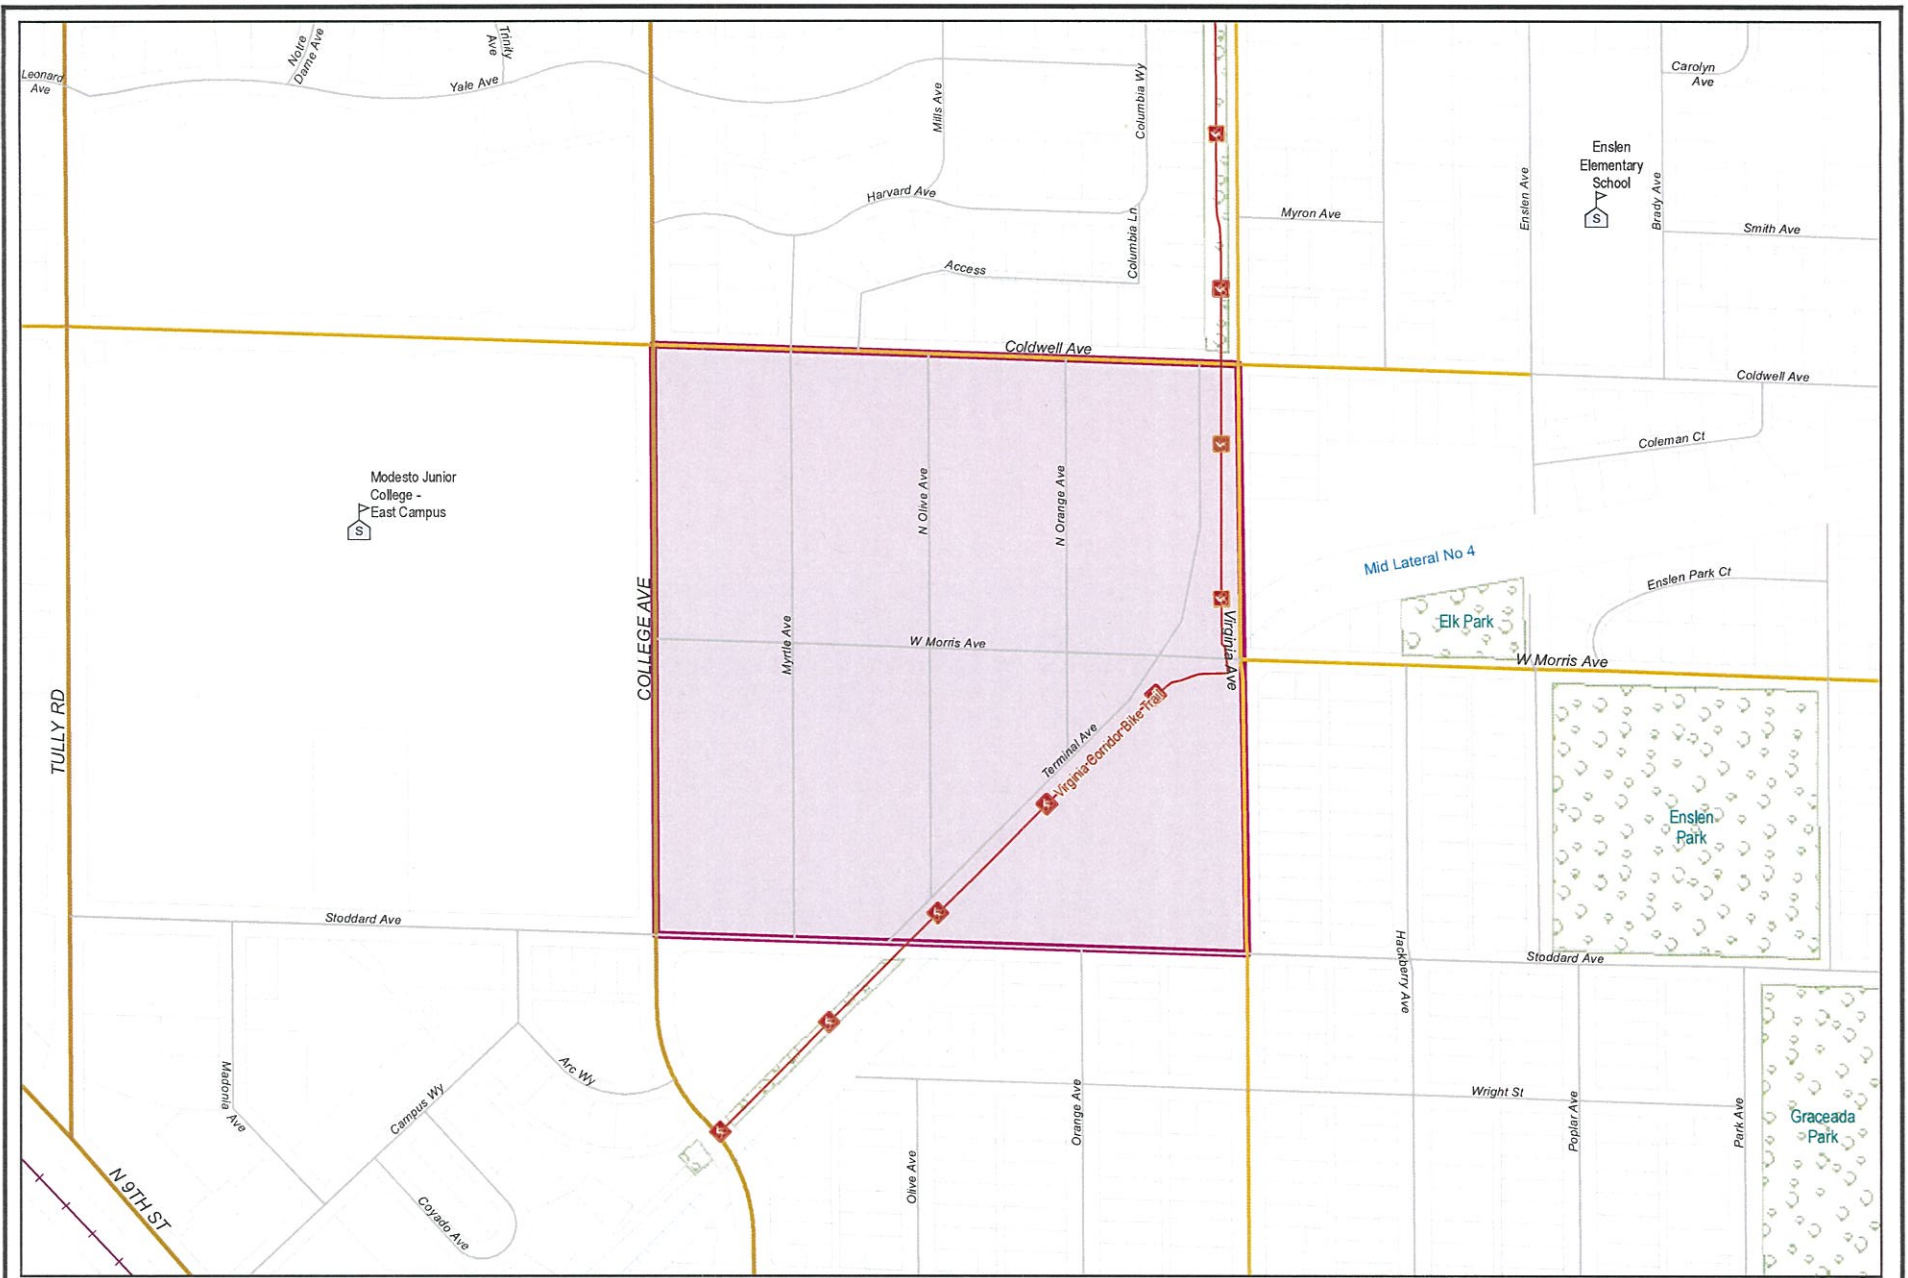 Notre
Dame Ave
Trinity
Ave
Leonard
Ave
Yale Ave
Mills Ave
Columbia Wy
Carolyn
Ave
Enslen
Elementary
School
S
Enslen Ave
Brady Ave
Harvard Ave
Columbia Ln
Myron Ave
Smith Ave
Access
Coldwell Ave
Coldwell Ave
Coleman Ct
Modesto Junior
College -
East Campus
S
N Olive Ave
N Orange Ave
Mid Lateral No 4
Enslen Park Ct
Elk Park
COLLEGE AVE
Myrtle Ave
W Morris Ave
Virginia Ave
W Morris Ave
TULLY RD
Terminal Ave
Virginia Corridor Bike Trail
Enslen
Park
Stoddard Ave
Hackberry Ave
Stoddard Ave
Madonia Ave
Arc Wy
Campus Wy
Orange Ave
Wright St
Poplar Ave
Park Ave
Graceada
Park
N 9TH ST
Coyado Ave
Olive Ave